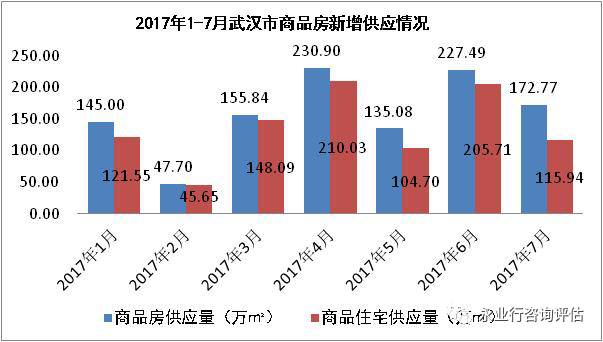 2017年1-7月武汉市商品房新增供应情况
250.00
200.00
150.00
100.00
50.00
0.00
145.00
121.55
47.70
45.65
155.84
148.09
230.90
210.03
135.08
104.70
227.49
205.71
172.77
115.94
2017年1月
2017年2月
2017年3月
2017年4月
2017年5月
2017年6月
2017年7月
商品房供应量（万㎡） 商品住宅供应量（万㎡）
永业行咨询评估